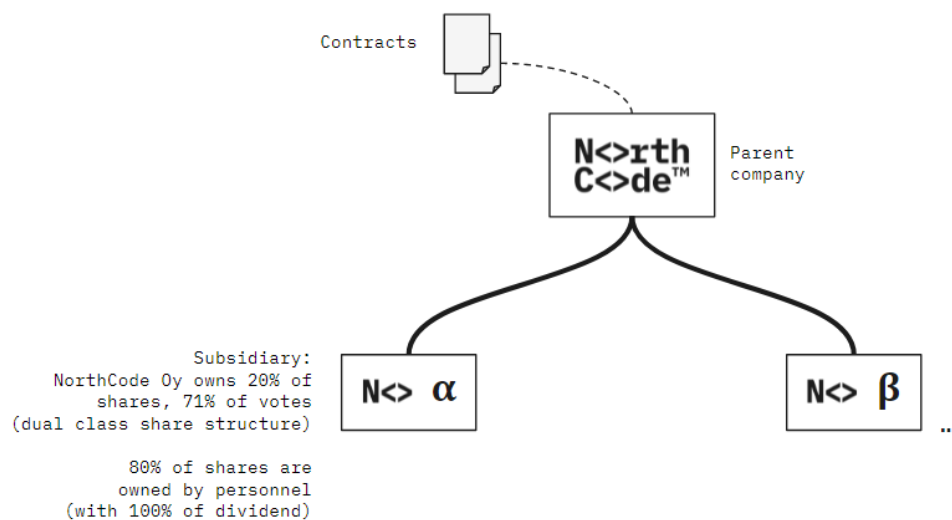 Contracts
N<>rth
C<>de™
Parent
company
Subsidiary:
NorthCode Oy owns 20% of
shares, 71% of votes
(dual class share structure)
80% of shares are
owned by personnel
(with 100% of dividend)
N<> α
N<> β
..